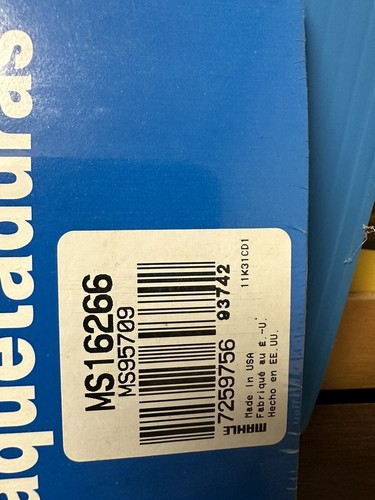 aquetaduras
MS16266
MS95709
7259756 93742
MAHLE
Made in USA
Fabriqué au É.-U.
Hecho en EE.UU.
11K31CD1